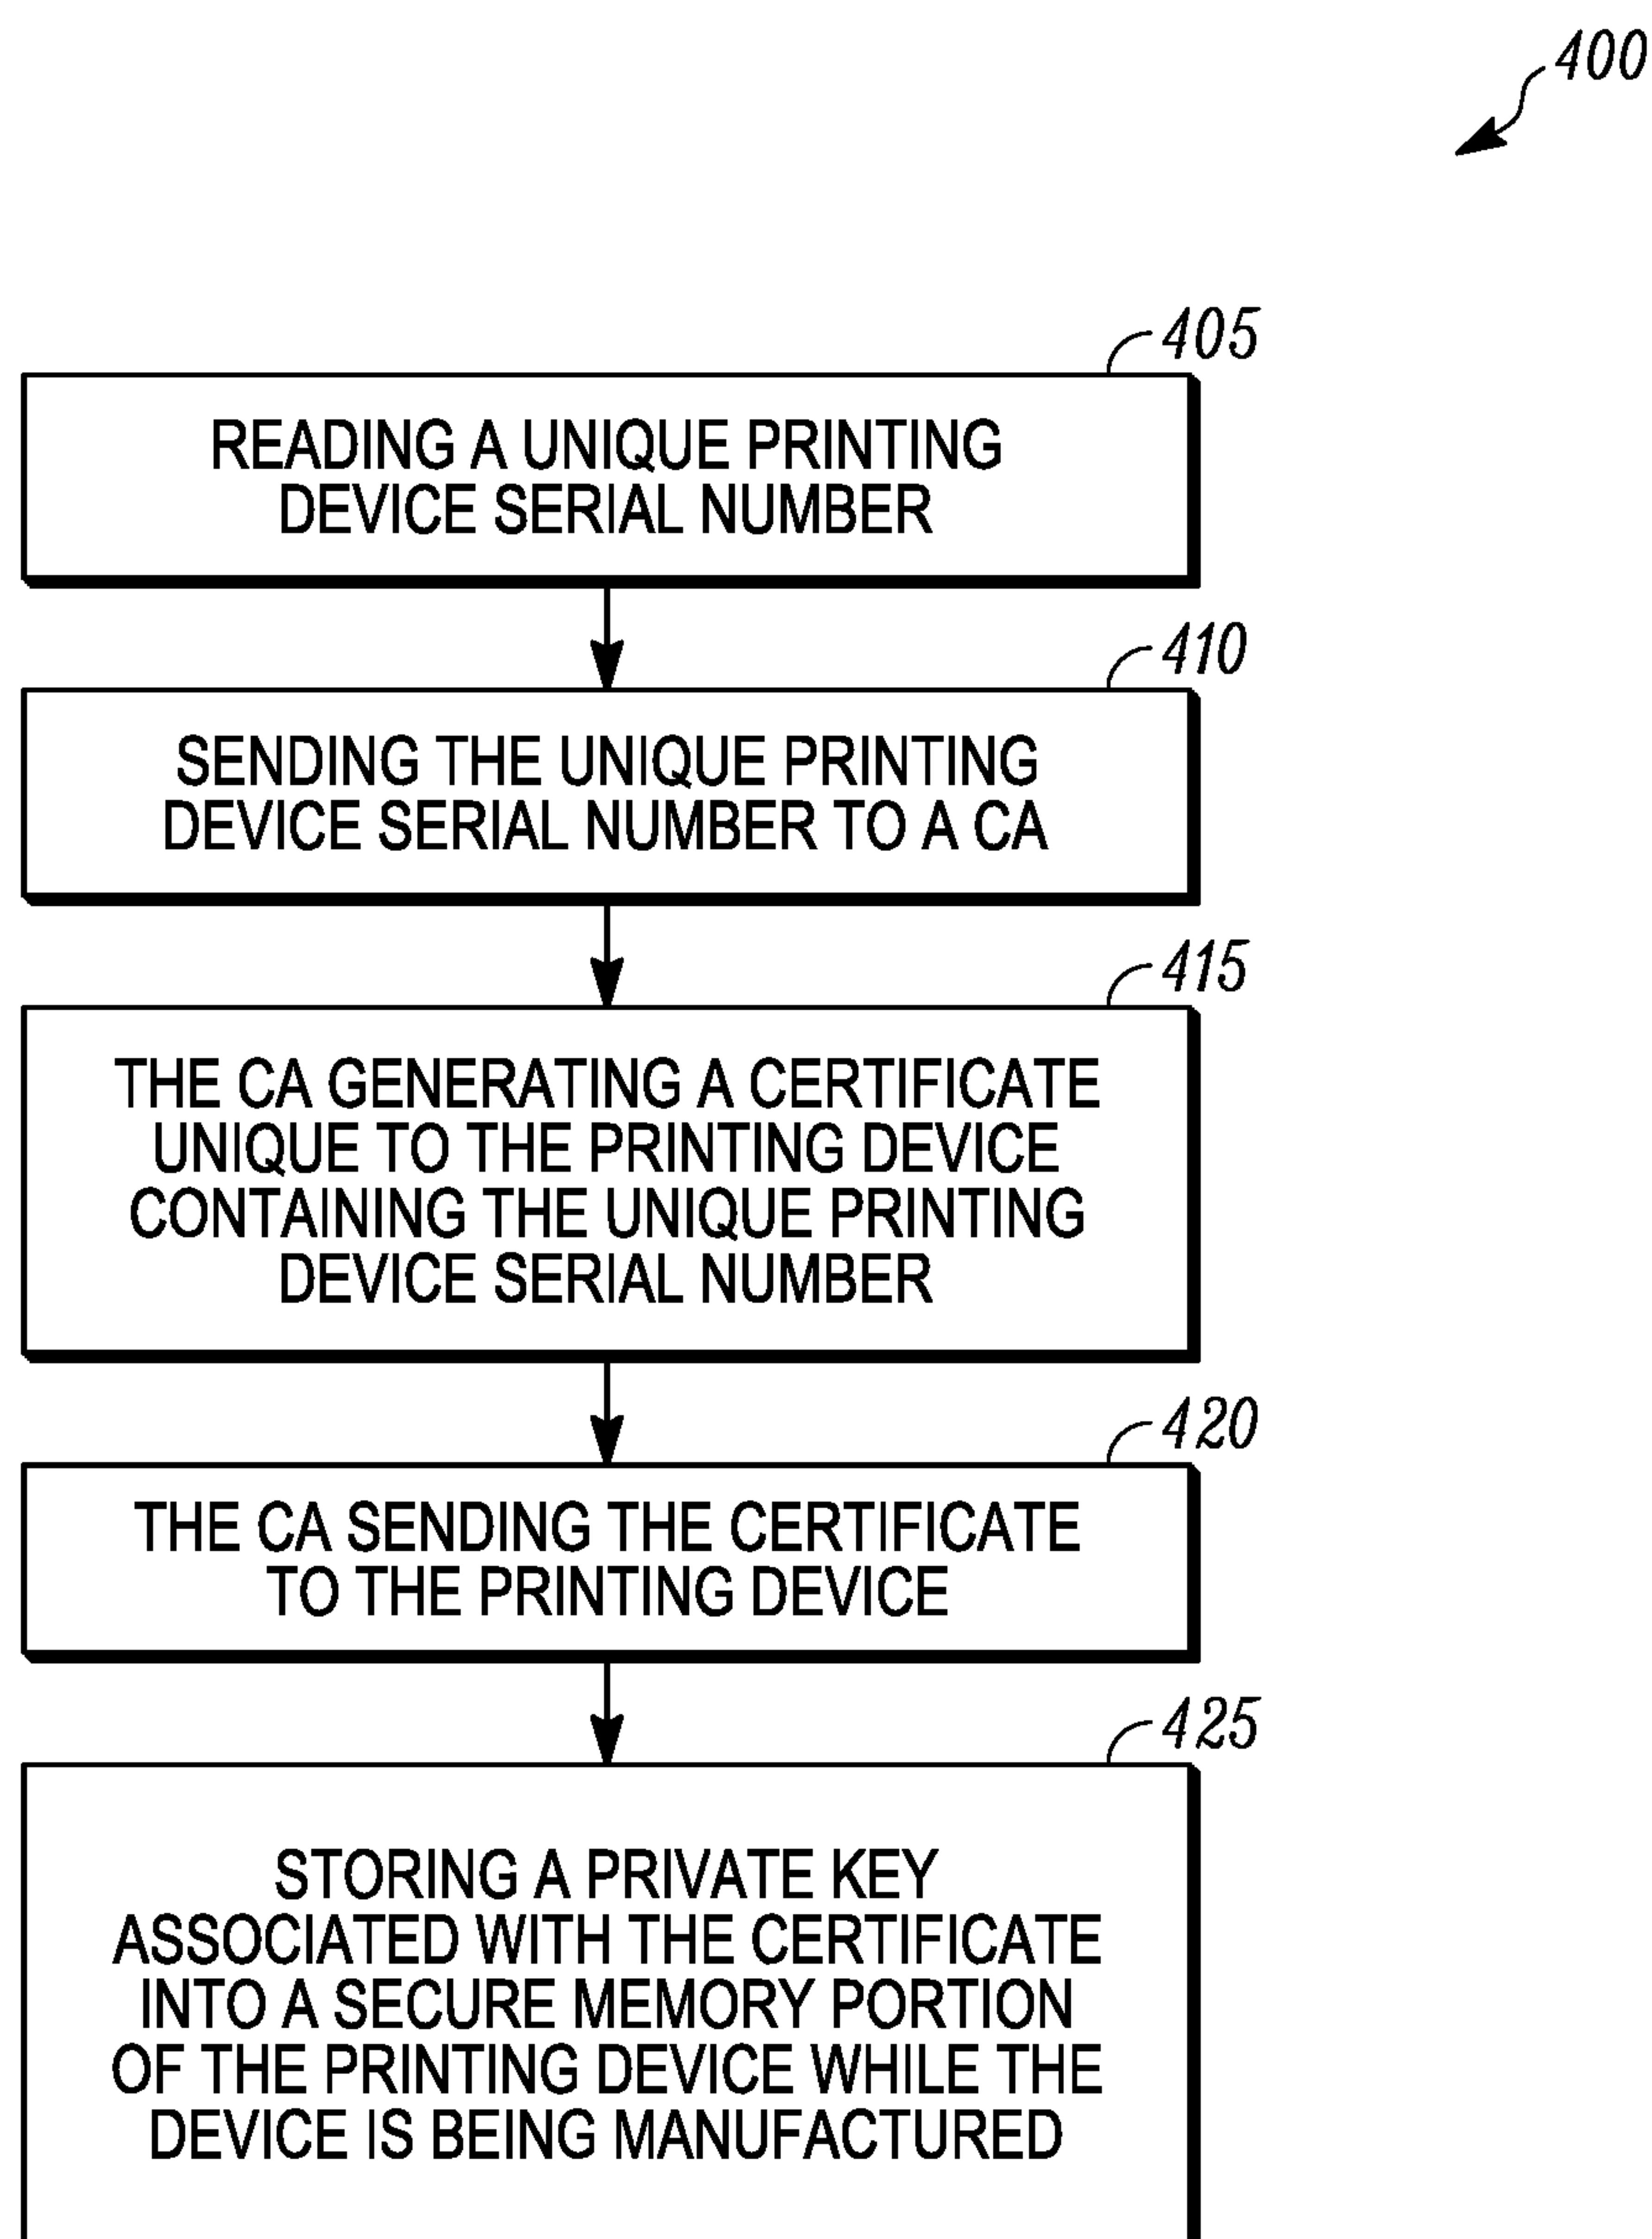 400
405
READING A UNIQUE PRINTING
DEVICE SERIAL NUMBER
410
SENDING THE UNIQUE PRINTING
DEVICE SERIAL NUMBER TO A CA
415
THE CA GENERATING A CERTIFICATE
UNIQUE TO THE PRINTING DEVICE
CONTAINING THE UNIQUE PRINTING
DEVICE SERIAL NUMBER
420
THE CA SENDING THE CERTIFICATE
TO THE PRINTING DEVICE
425
STORING A PRIVATE KEY
ASSOCIATED WITH THE CERTIFICATE
INTO A SECURE MEMORY PORTION
OF THE PRINTING DEVICE WHILE THE
DEVICE IS BEING MANUFACTURED